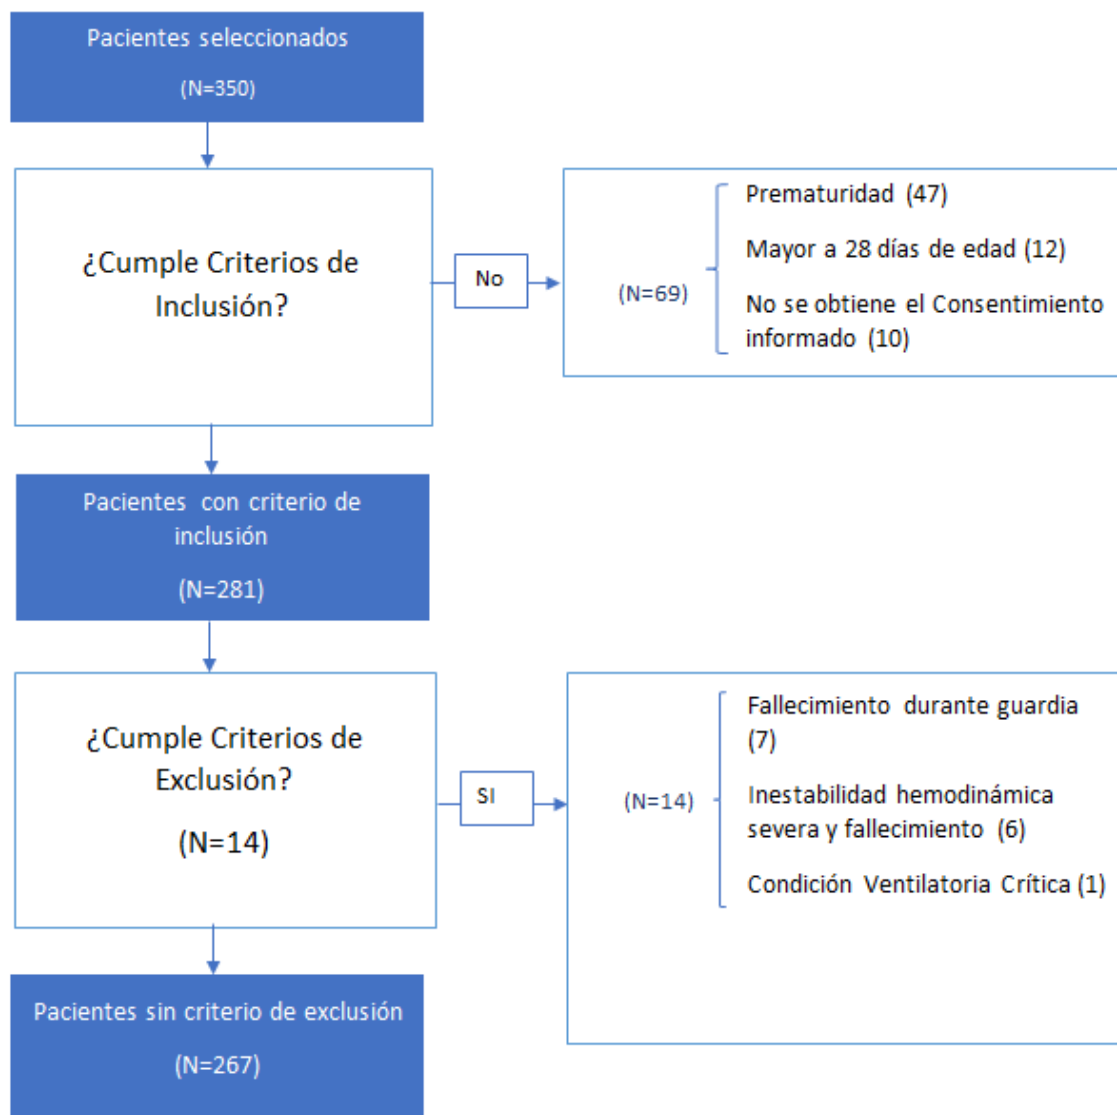 Pacientes seleccionados
(N=350)
¿Cumple Criterios de
Inclusión?
No
(N=69)
Prematuridad (47)
Mayor a 28 días de edad (12)
No se obtiene el Consentimiento
informado (10)
Pacientes con criterio de
inclusión
(N=281)
¿Cumple Criterios de
Exclusión?
(N=14)
SI
(N=14)
Fallecimiento durante guardia
(7)
Inestabilidad hemodinámica
severa y fallecimiento (6)
Condición Ventilatoria Crítica (1)
Pacientes sin criterio de exclusión
(N=267)